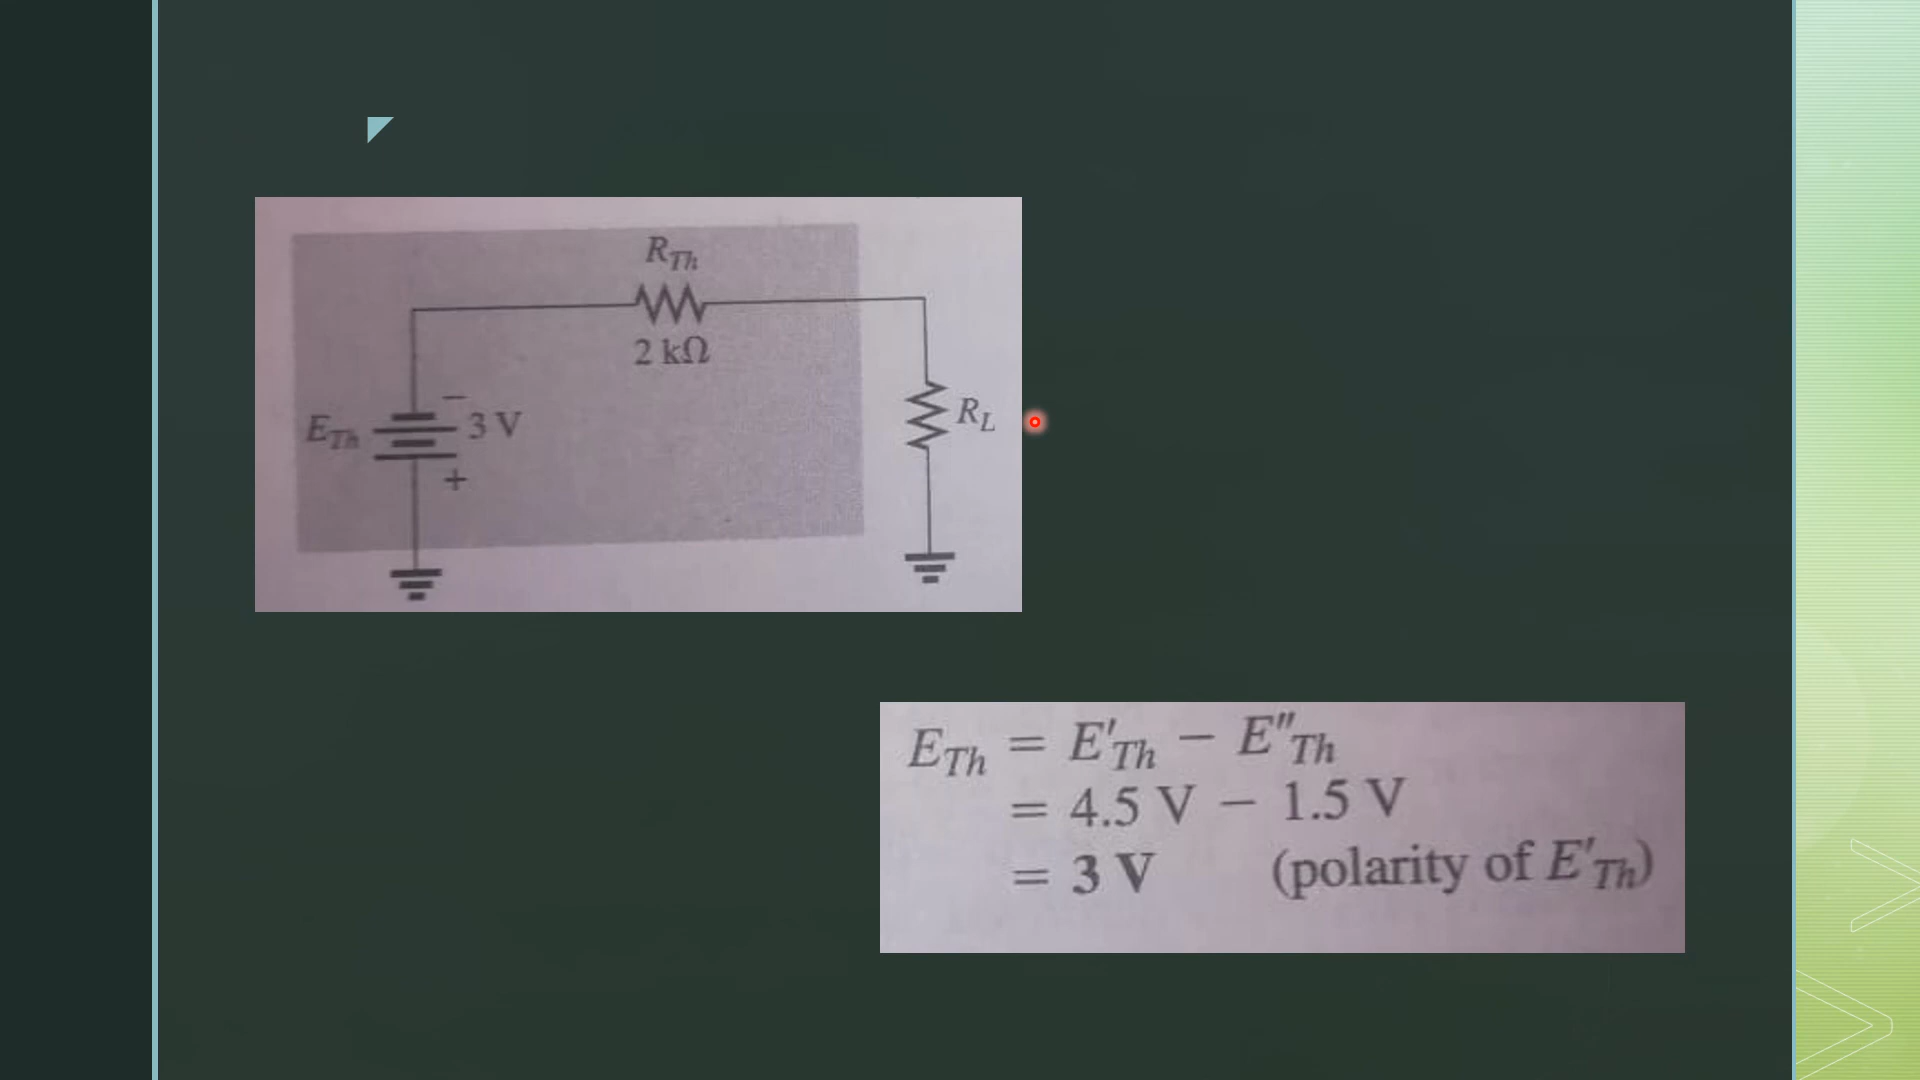 R_Th
2 kΩ
E_Th
−
3 V
+
R_L
E_Th = E'_Th − E"_Th
= 4.5 V − 1.5 V
= 3 V (polarity of E'_Th)